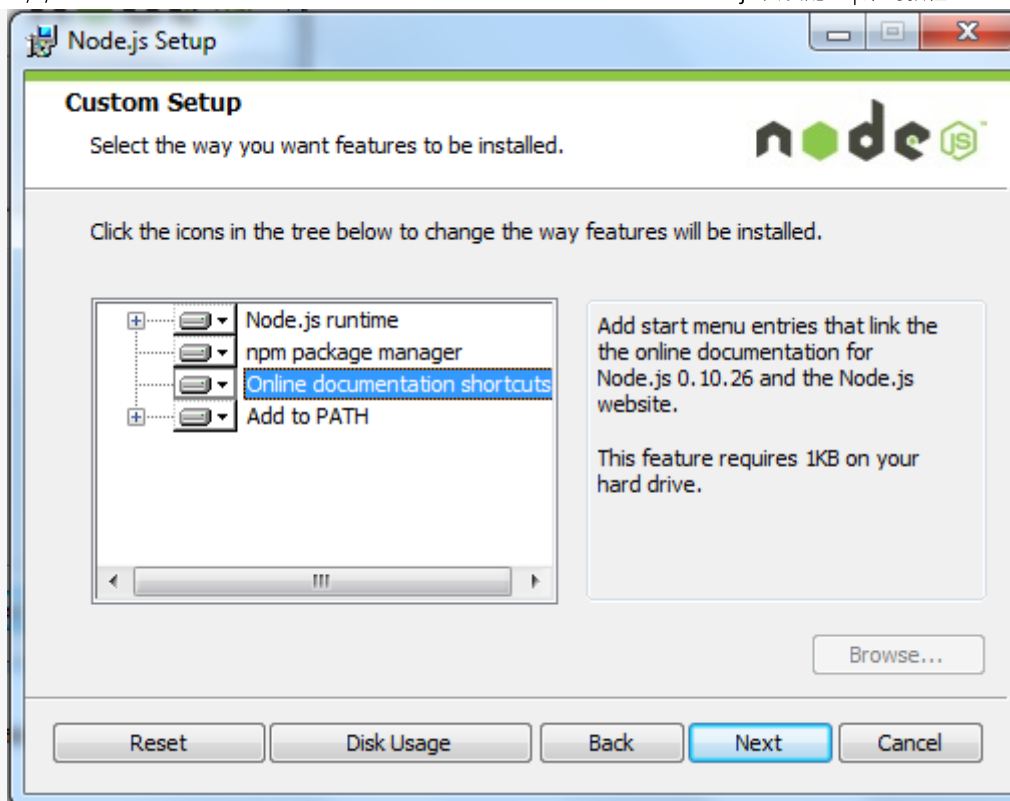 Node.js Setup
Custom Setup
Select the way you want features to be installed.
node JS
Click the icons in the tree below to change the way features will be installed.
Node.js runtime
npm package manager
Online documentation shortcuts
Add to PATH
Add start menu entries that link the
the online documentation for
Node.js 0.10.26 and the Node.js
website.
This feature requires 1KB on your
hard drive.
Browse...
Reset
Disk Usage
Back
Next
Cancel